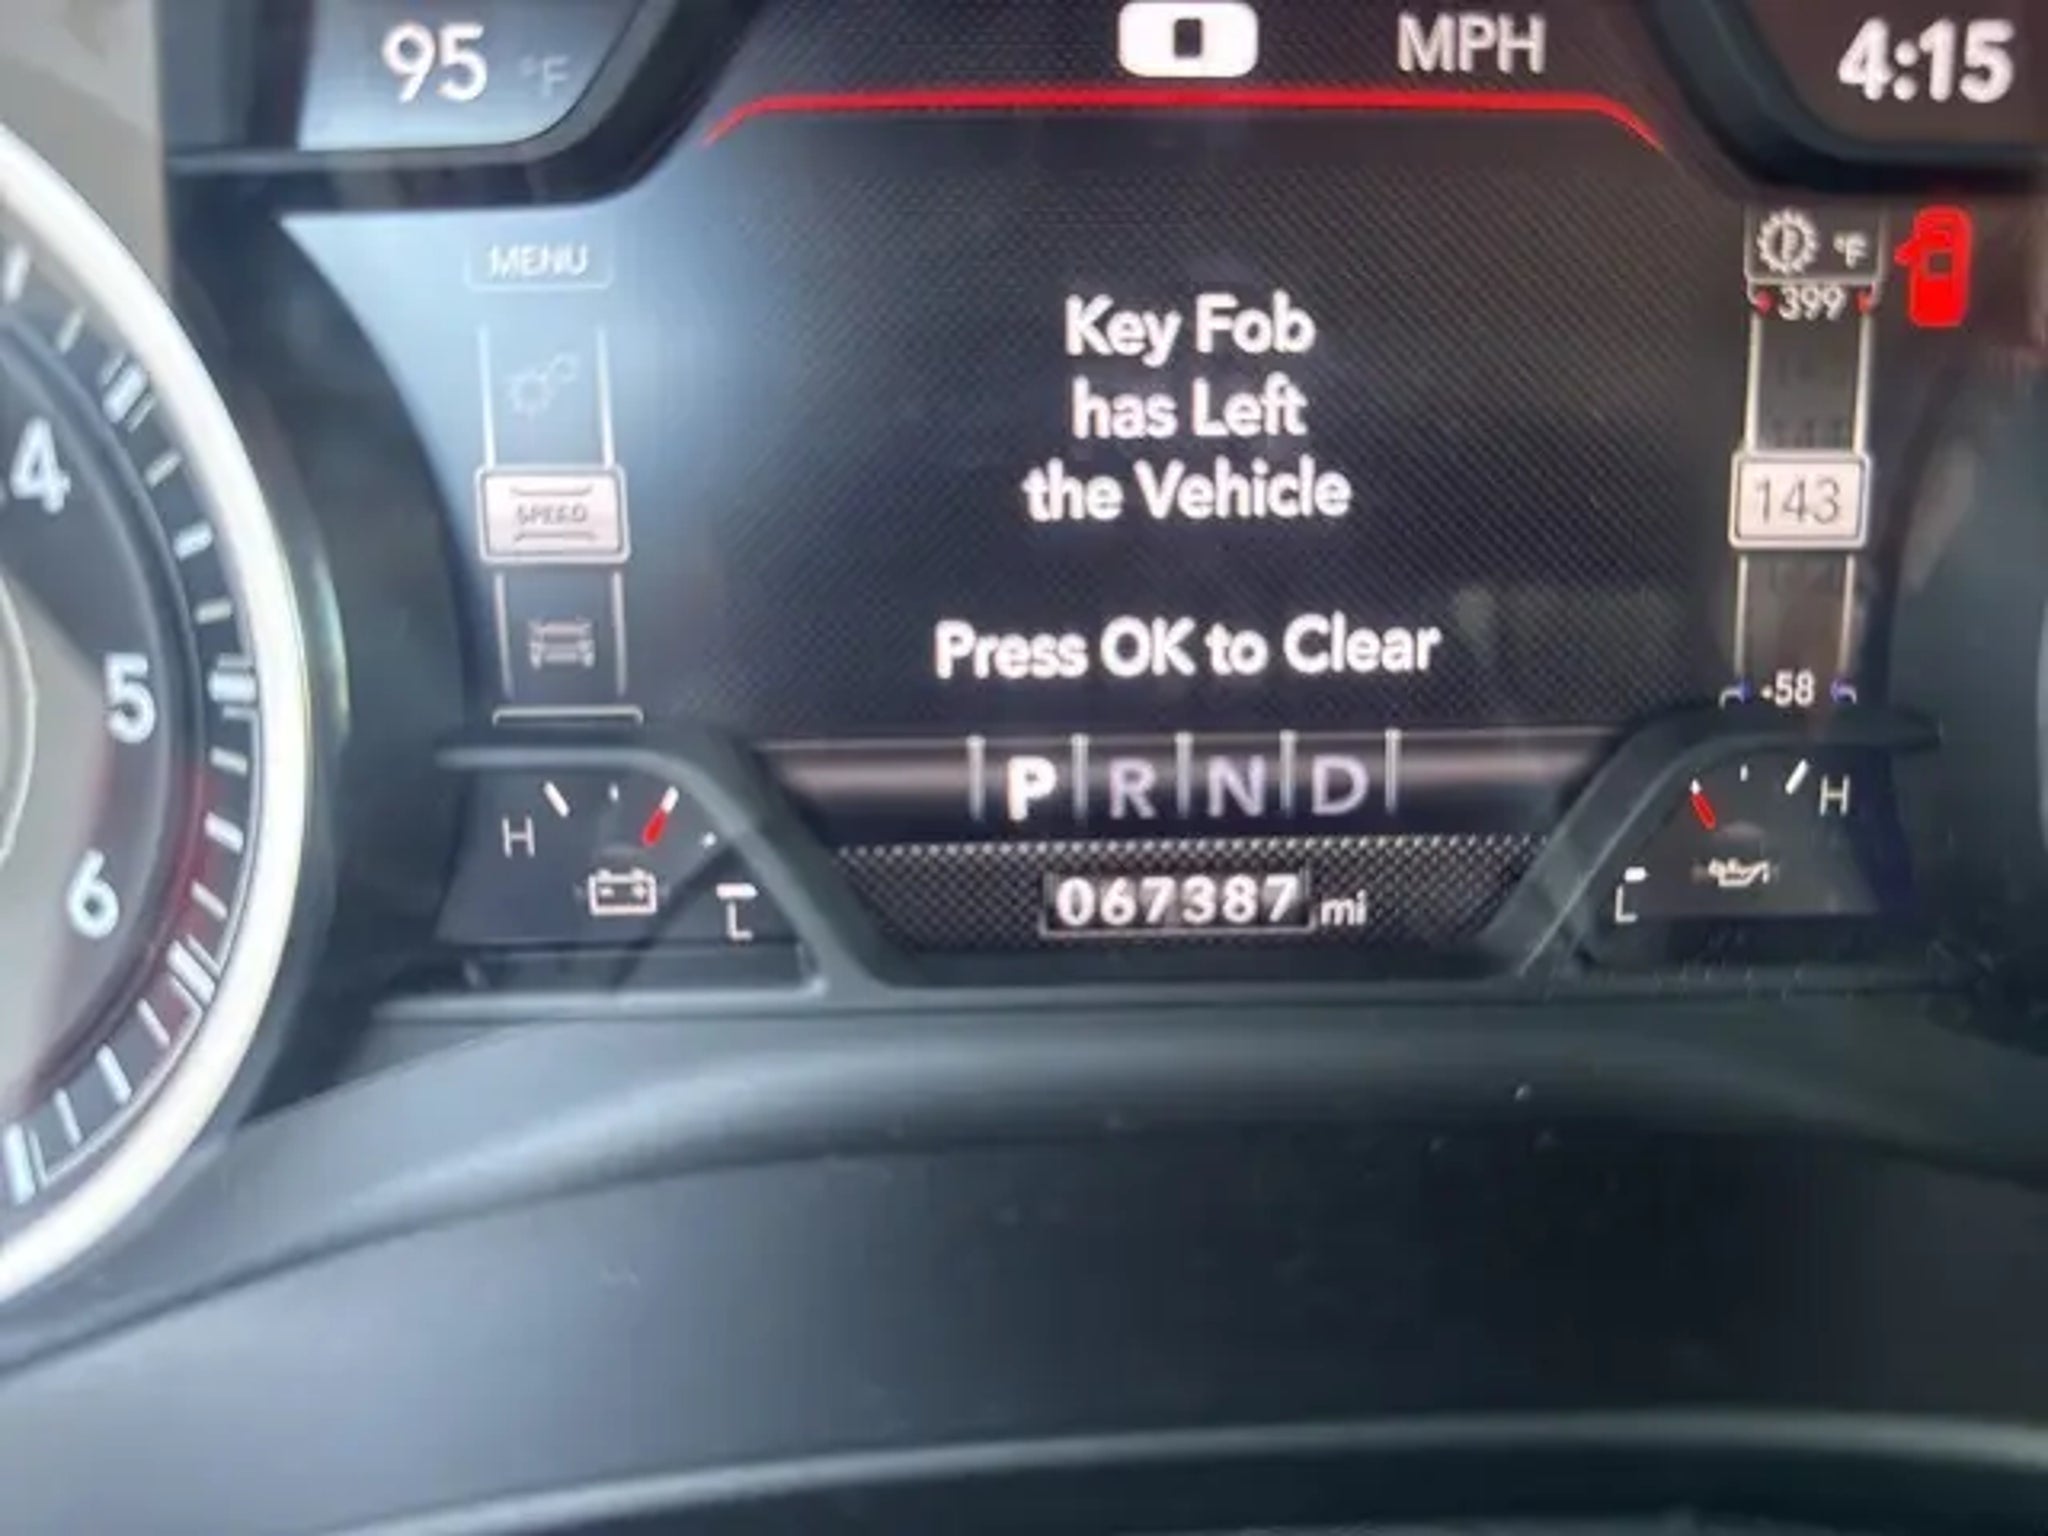 95 °F
0 MPH
4:15
MENU
°F
399
Key Fob
has Left
the Vehicle
SPEED
143
Press OK to Clear
-58
P R N D
H
L
067387 mi
H
L
4
5
6